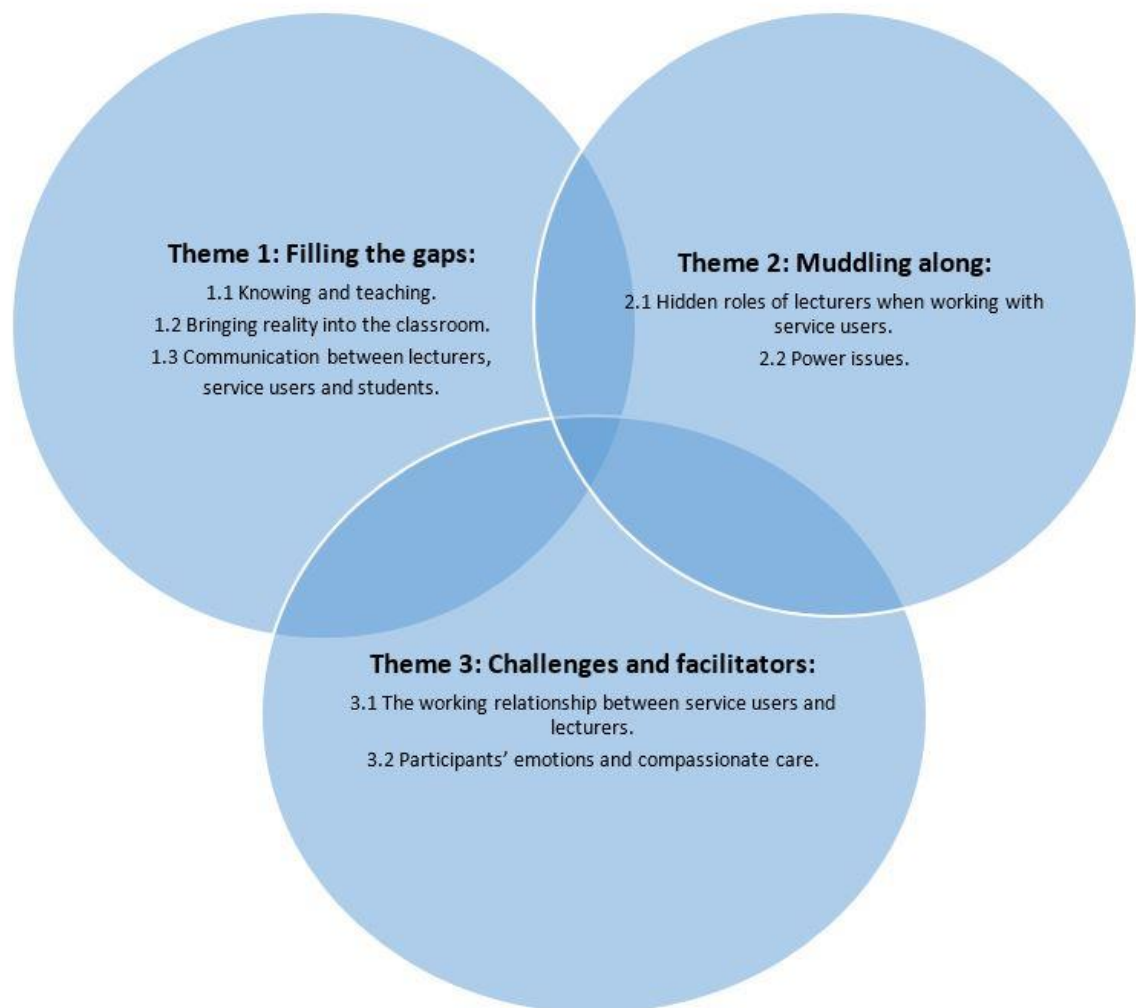 Theme 1: Filling the gaps:
1.1 Knowing and teaching.
1.2 Bringing reality into the classroom.
1.3 Communication between lecturers,
service users and students.
Theme 2: Muddling along:
2.1 Hidden roles of lecturers when working with
service users.
2.2 Power issues.
Theme 3: Challenges and facilitators:
3.1 The working relationship between service users and
lecturers.
3.2 Participants’ emotions and compassionate care.